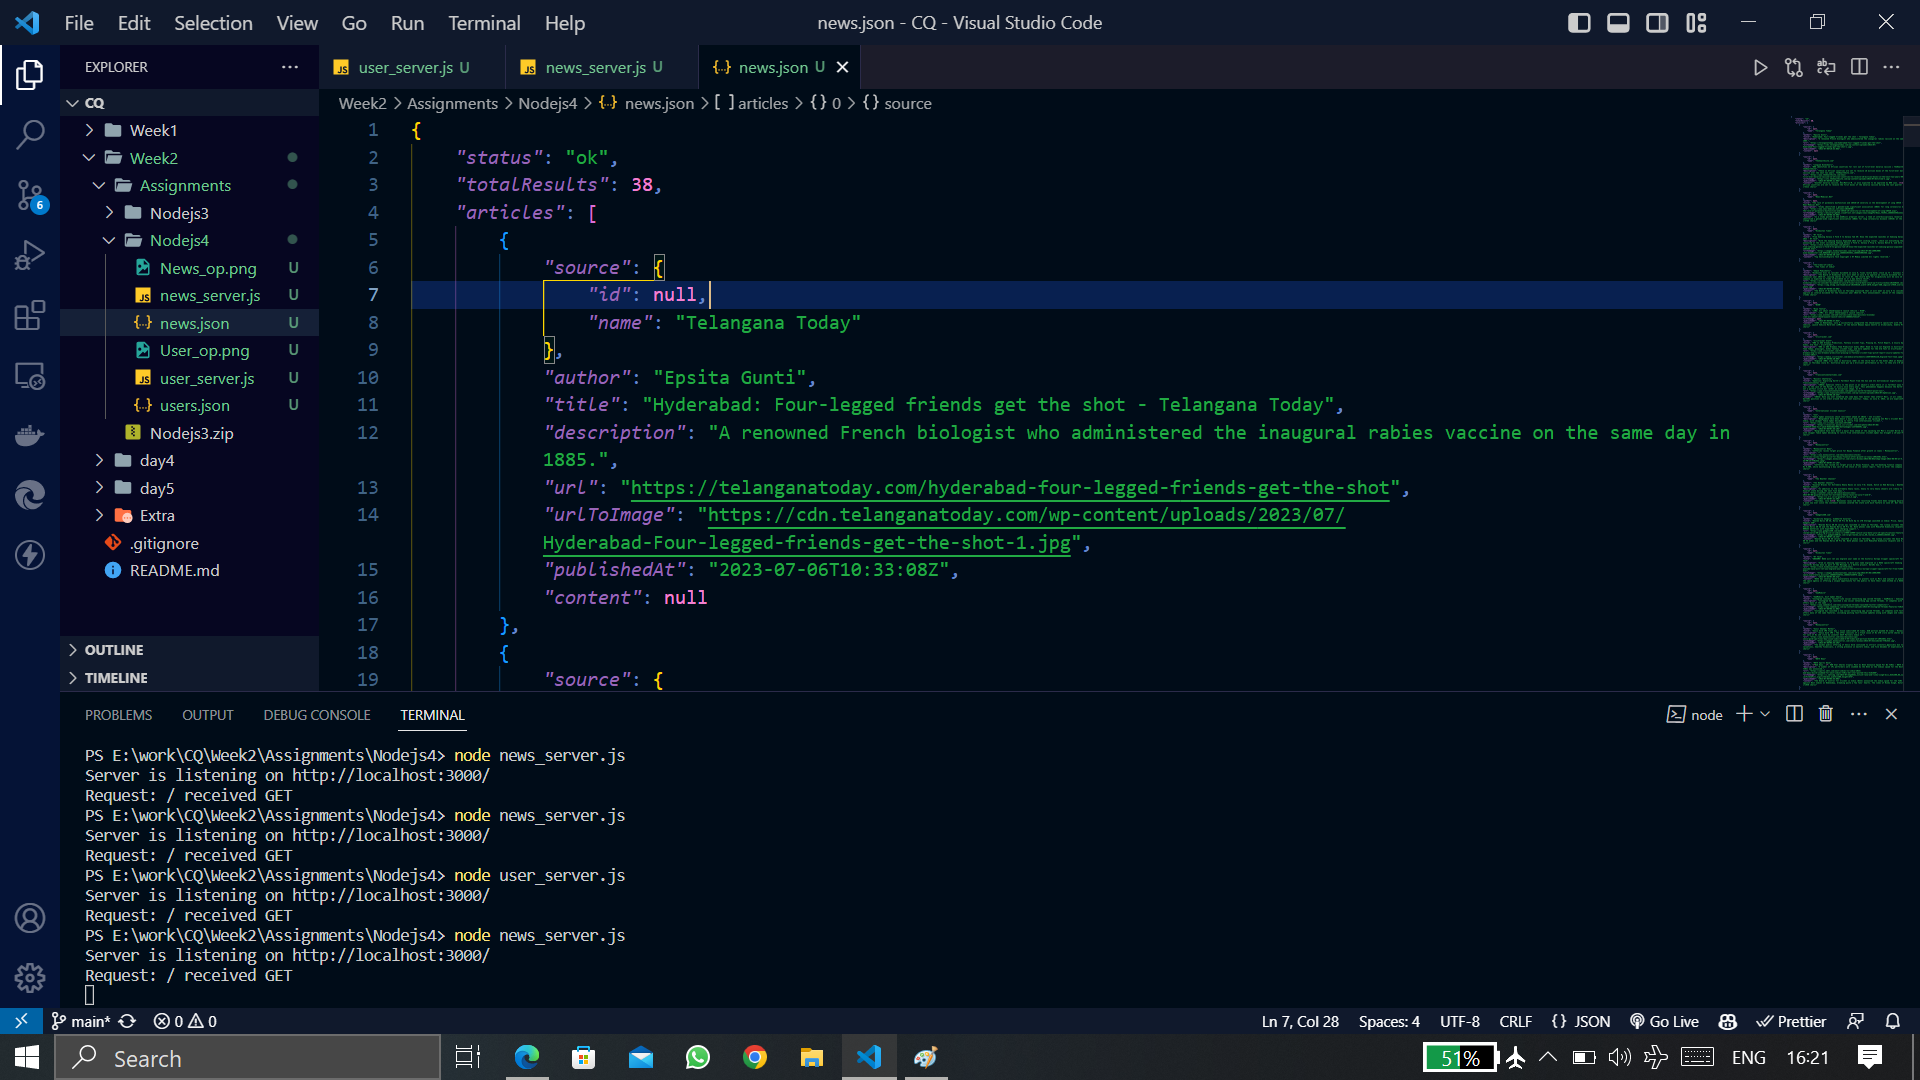 File Edit Selection View Go Run Terminal Help
news.json - CQ - Visual Studio Code
EXPLORER
CQ
Week1
Week2
Assignments
Nodejs3
Nodejs4
News_op.png U
news_server.js U
news.json U
User_op.png U
user_server.js U
users.json U
Nodejs3.zip
day4
day5
Extra
.gitignore
README.md
OUTLINE
TIMELINE
6
user_server.js U
news_server.js U
news.json U
Week2 > Assignments > Nodejs4 > {..} news.json > [ ] articles > {} 0 > {} source
1 {
2 "status": "ok",
3 "totalResults": 38,
4 "articles": [
5 {
6 "source": {
7 "id": null,
8 "name": "Telangana Today"
9 },
10 "author": "Epsita Gunti",
11 "title": "Hyderabad: Four-legged friends get the shot - Telangana Today",
12 "description": "A renowned French biologist who administered the inaugural rabies vaccine on the same day in
1885.",
13 "url": "https://telanganatoday.com/hyderabad-four-legged-friends-get-the-shot",
14 "urlToImage": "https://cdn.telanganatoday.com/wp-content/uploads/2023/07/
Hyderabad-Four-legged-friends-get-the-shot-1.jpg",
15 "publishedAt": "2023-07-06T10:33:08Z",
16 "content": null
17 },
18 {
19 "source": {
PROBLEMS OUTPUT DEBUG CONSOLE TERMINAL
node
PS E:\work\CQ\Week2\Assignments\Nodejs4> node news_server.js
Server is listening on http://localhost:3000/
Request: / received GET
PS E:\work\CQ\Week2\Assignments\Nodejs4> node news_server.js
Server is listening on http://localhost:3000/
Request: / received GET
PS E:\work\CQ\Week2\Assignments\Nodejs4> node user_server.js
Server is listening on http://localhost:3000/
Request: / received GET
PS E:\work\CQ\Week2\Assignments\Nodejs4> node news_server.js
Server is listening on http://localhost:3000/
Request: / received GET
main* 0 0
Ln 7, Col 28 Spaces: 4 UTF-8 CRLF {} JSON Go Live Prettier
Search
51% ENG 16:21